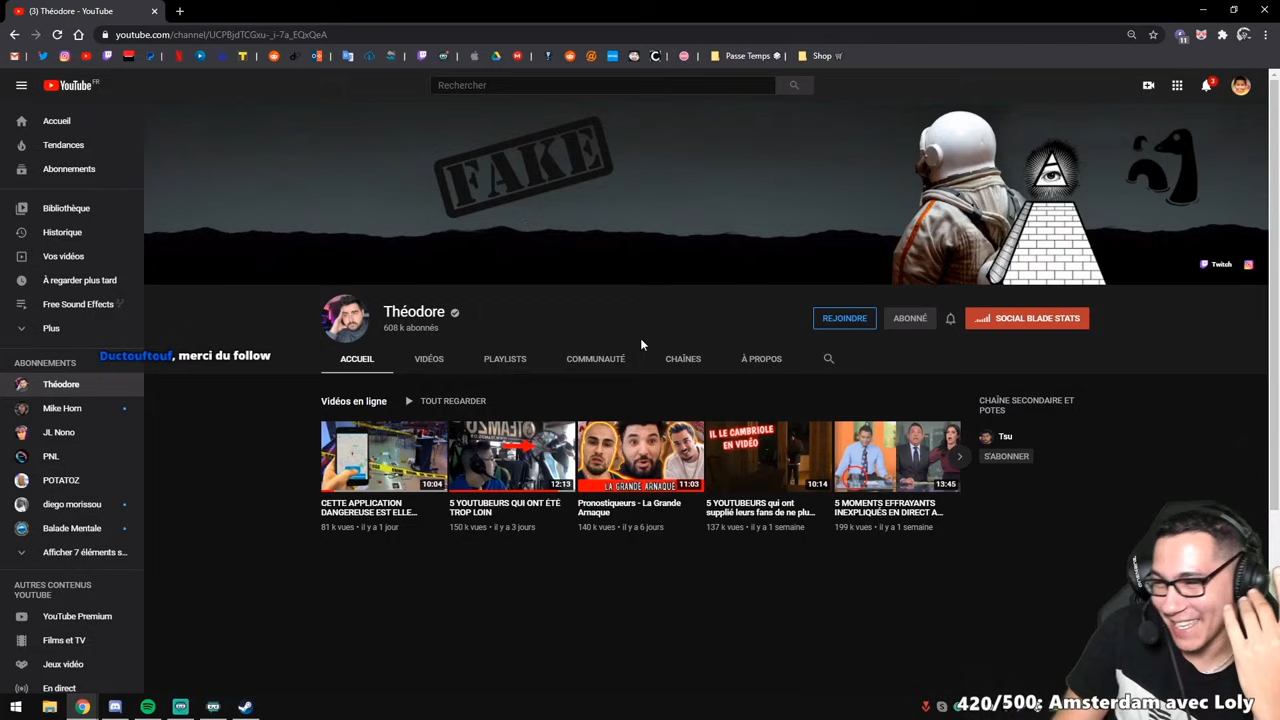 (3) Théodore - YouTube
youtube.com/channel/UCPBjdTCGxu-_i-7a_EQxQeA
Passe Temps
Shop
YouTube FR
Rechercher
3
Accueil
Tendances
Abonnements
Bibliothèque
Historique
Vos vidéos
À regarder plus tard
Free Sound Effects
Plus
ABONNEMENTS
Ductouftouf, merci du follow
Théodore
Mike Horn
JL Nono
PNL
POTATOZ
diego morissou
Balade Mentale
Afficher 7 éléments s...
AUTRES CONTENUS YOUTUBE
YouTube Premium
Films et TV
Jeux vidéo
En direct
FAKE
Twitch
Théodore
608 k abonnés
REJOINDRE
ABONNÉ
SOCIAL BLADE STATS
ACCUEIL
VIDÉOS
PLAYLISTS
COMMUNAUTÉ
CHAÎNES
À PROPOS
Vidéos en ligne
TOUT REGARDER
10:04
CETTE APPLICATION
DANGEREUSE EST ELLE...
81 k vues • il y a 1 jour
12:13
5 YOUTUBEURS QUI ONT ÉTÉ
TROP LOIN
150 k vues • il y a 3 jours
LA GRANDE ARNAQUE
11:03
Pronostiqueurs - La Grande
Arnaque
140 k vues • il y a 6 jours
IL LE CAMBRIOLE
EN VIDÉO
10:14
5 YOUTUBEURS qui ont
supplié leurs fans de ne plu...
137 k vues • il y a 1 semaine
13:45
5 MOMENTS EFFRAYANTS
INEXPLIQUÉS EN DIRECT A...
199 k vues • il y a 1 semaine
CHAÎNE SECONDAIRE ET
POTES
Tsu
S'ABONNER
420/500: Amsterdam avec Loly